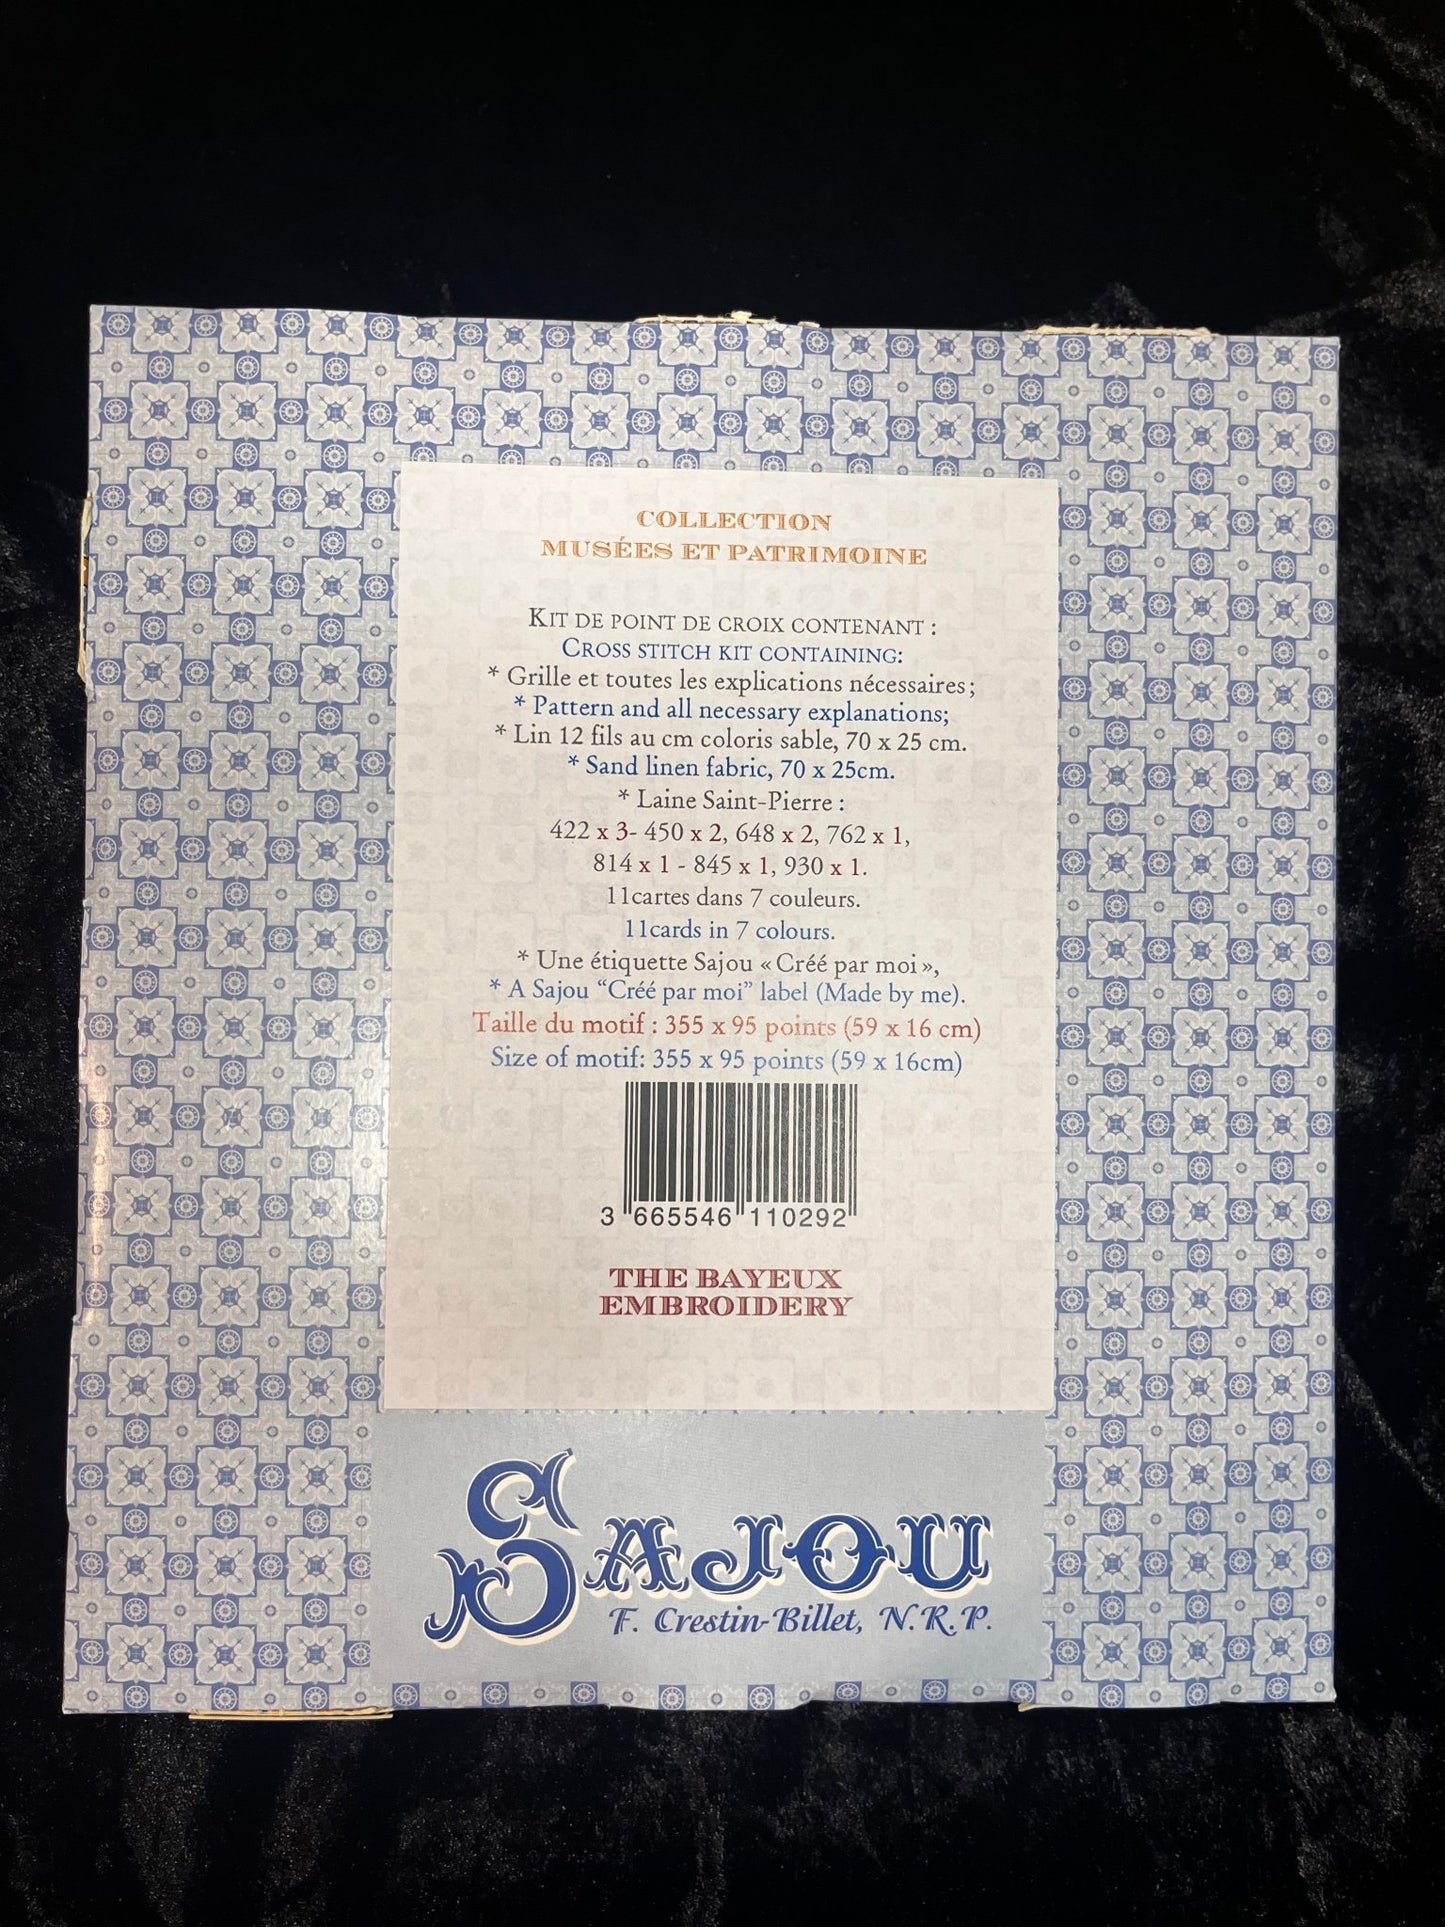 COLLECTION
MUSÉES ET PATRIMOINE
KIT DE POINT DE CROIX CONTENANT :
CROSS STITCH KIT CONTAINING:
* Grille et toutes les explications nécessaires;
* Pattern and all necessary explanations;
* Lin 12 fils au cm coloris sable, 70 x 25 cm.
* Sand linen fabric, 70 x 25cm.
* Laine Saint-Pierre :
422 x 3- 450 x 2, 648 x 2, 762 x 1,
814 x 1 - 845 x 1, 930 x 1.
11cartes dans 7 couleurs.
11cards in 7 colours.
* Une étiquette Sajou « Créé par moi »,
* A Sajou “Créé par moi” label (Made by me).
Taille du motif : 355 x 95 points (59 x 16 cm)
Size of motif: 355 x 95 points (59 x 16cm)
3 665546 110292
THE BAYEUX
EMBROIDERY
SAJOU
F. Crestin-Billet, N.R.P.